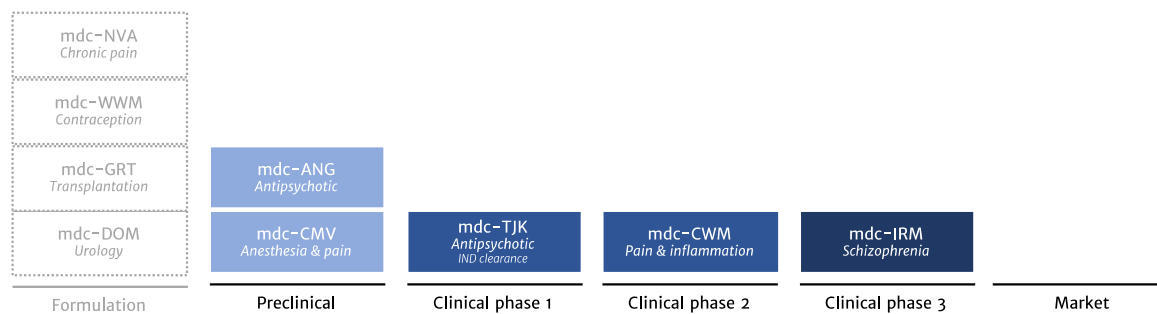 mdc-NVA
Chronic pain
mdc-WWM
Contraception
mdc-GRT
Transplantation
mdc-DOM
Urology
Formulation
mdc-ANG
Antipsychotic
mdc-CMV
Anesthesia & pain
Preclinical
mdc-TJK
Antipsychotic
IND clearance
Clinical phase 1
mdc-CWM
Pain & inflammation
Clinical phase 2
mdc-IRM
Schizophrenia
Clinical phase 3
Market